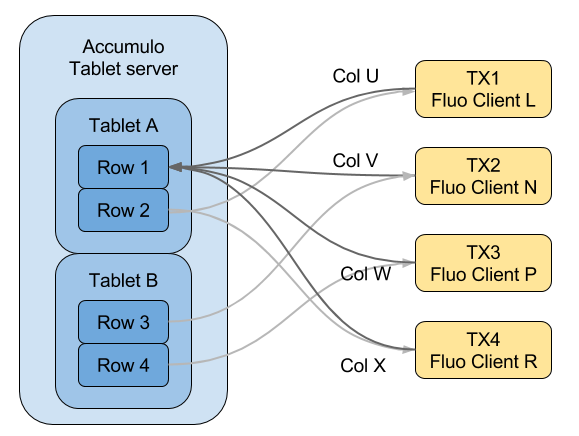 Accumulo
Tablet server
Tablet A
Row 1
Row 2
Tablet B
Row 3
Row 4
Col U
Col V
Col W
Col X
TX1
Fluo Client L
TX2
Fluo Client N
TX3
Fluo Client P
TX4
Fluo Client R